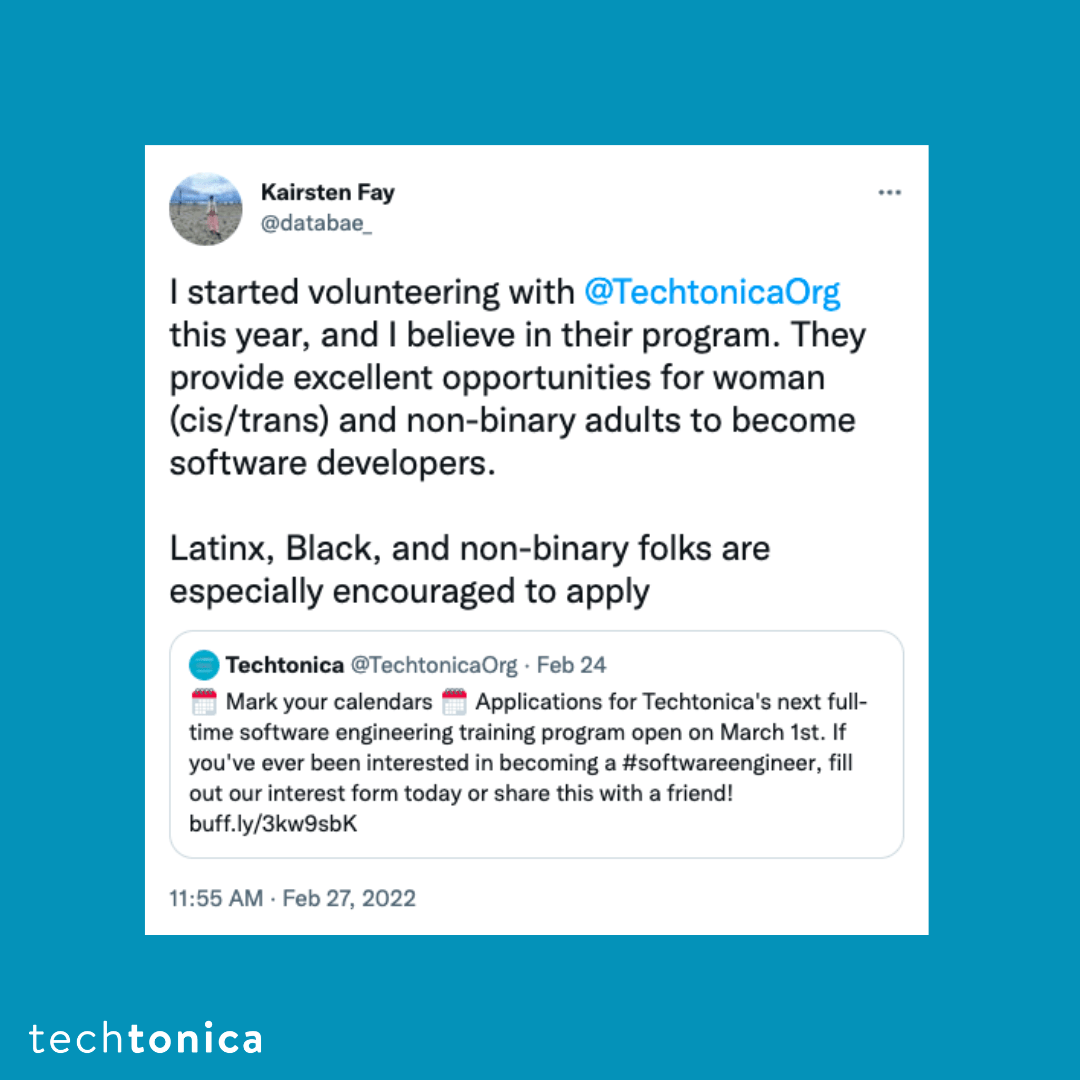 Kairsten Fay
@databae_
I started volunteering with @TechtonicaOrg
this year, and I believe in their program. They
provide excellent opportunities for woman
(cis/trans) and non-binary adults to become
software developers.
Latinx, Black, and non-binary folks are
especially encouraged to apply
Techtonica @TechtonicaOrg · Feb 24
Mark your calendars Applications for Techtonica's next full-
time software engineering training program open on March 1st. If
you've ever been interested in becoming a #softwareengineer, fill
out our interest form today or share this with a friend!
buff.ly/3kw9sbK
11:55 AM · Feb 27, 2022
techtonica